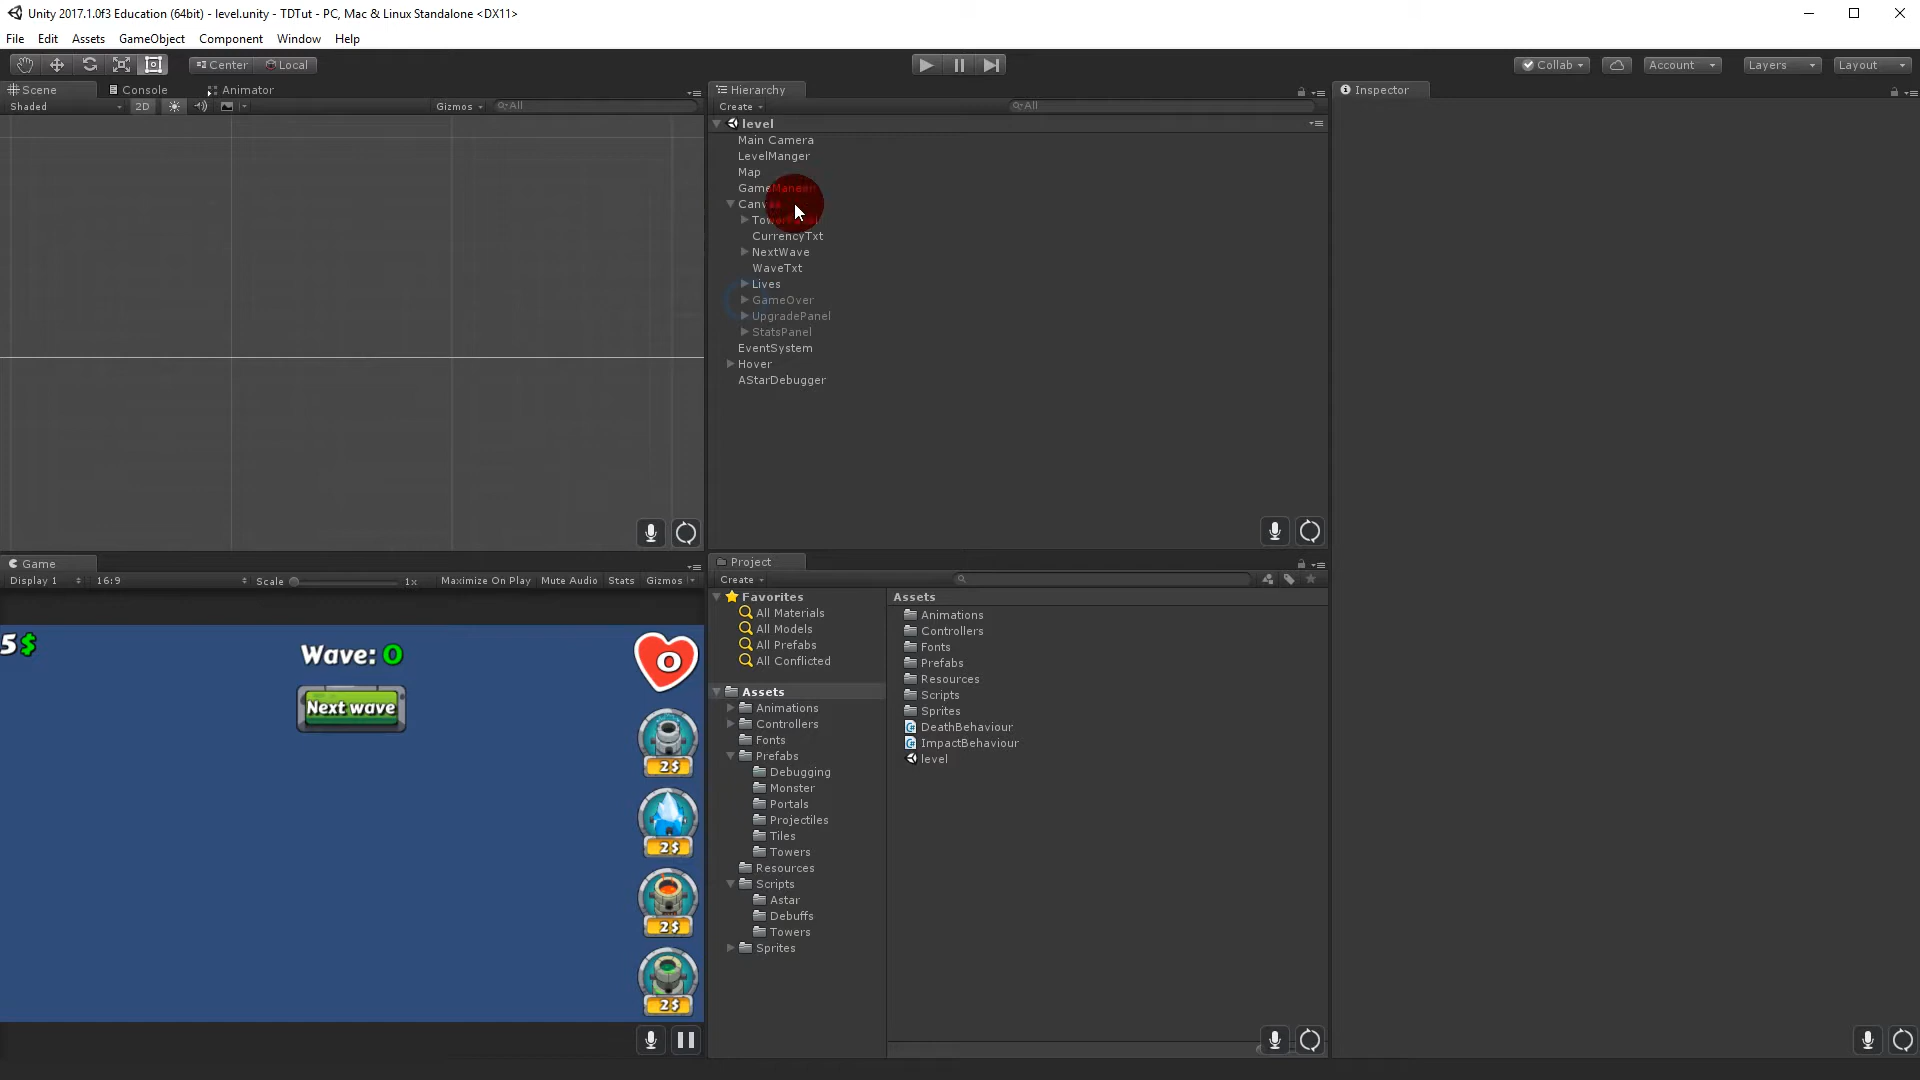 Unity 2017.1.0f3 Education (64bit) - level.unity - TDTut - PC, Mac & Linux Standalone <DX11>
File Edit Assets GameObject Component Window Help
Center Local Collab Account Layers Layout
Scene Console Animator
Shaded 2D Gizmos All
Hierarchy
Create All
level
Main Camera
LevelManger
Map
Canvas
CurrencyTxt
NextWave
WaveTxt
Lives
GameOver
UpgradePanel
StatsPanel
EventSystem
Hover
AStarDebugger
Inspector
Game
Display 1 16:9 Scale 1x Maximize On Play Mute Audio Stats Gizmos
5$
Wave: 0
0
Next wave
2$
2$
2$
2$
Project
Create
Favorites
All Materials
All Models
All Prefabs
All Conflicted
Assets
Animations
Controllers
Fonts
Prefabs
Debugging
Monster
Portals
Projectiles
Tiles
Towers
Resources
Scripts
Astar
Debuffs
Towers
Sprites
Assets
Animations
Controllers
Fonts
Prefabs
Resources
Scripts
Sprites
DeathBehaviour
ImpactBehaviour
level